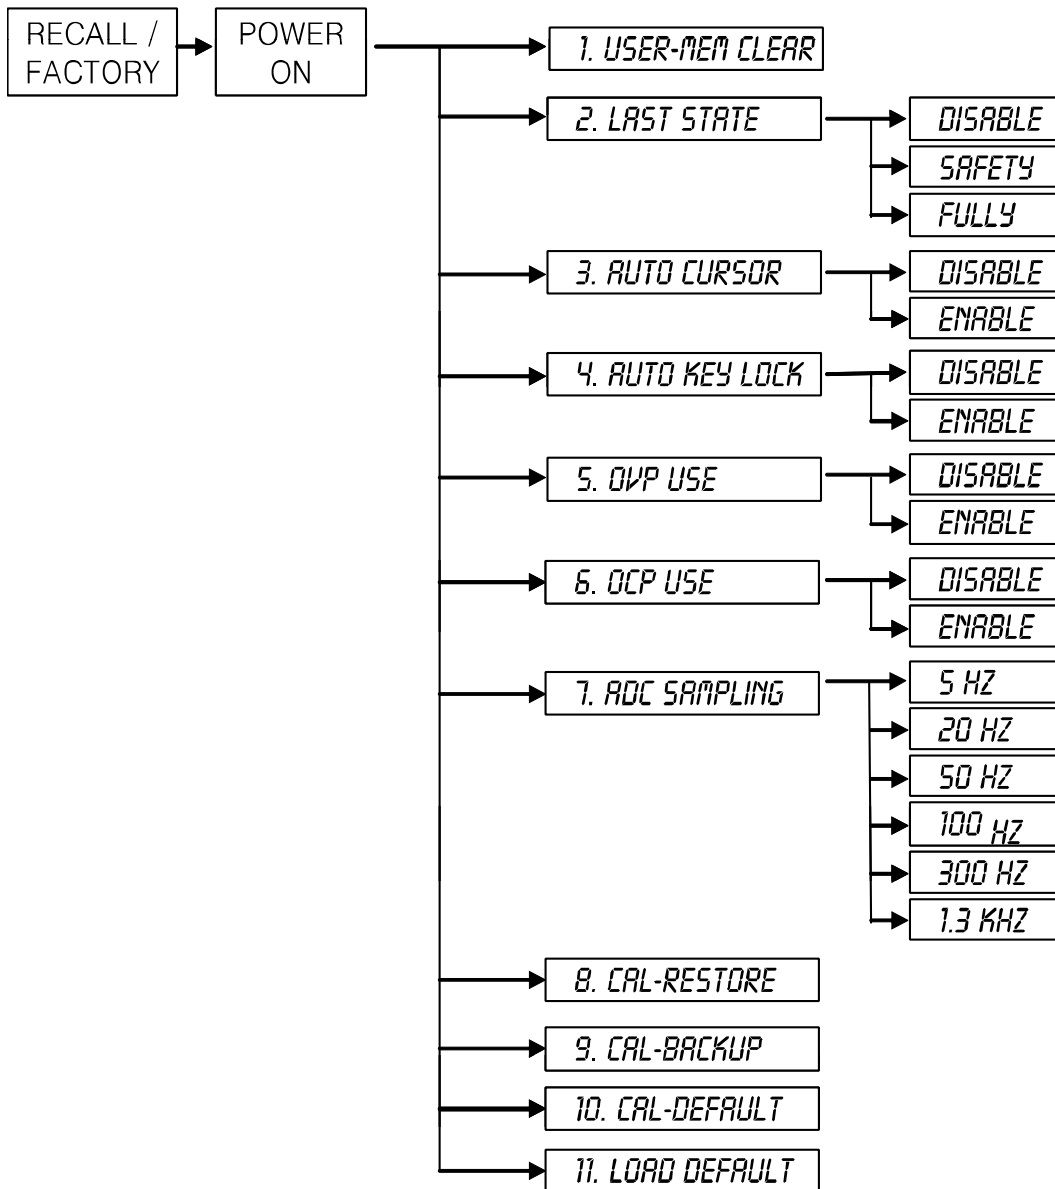 RECALL /
FACTORY
POWER
ON
1. USER-MEM CLEAR
2. LAST STATE
DISABLE
SAFETY
FULLY
3. AUTO CURSOR
DISABLE
ENABLE
4. AUTO KEY LOCK
DISABLE
ENABLE
5. OVP USE
DISABLE
ENABLE
6. OCP USE
DISABLE
ENABLE
7. ADC SAMPLING
5 HZ
20 HZ
50 HZ
100 HZ
300 HZ
1.3 KHZ
8. CAL-RESTORE
9. CAL-BACKUP
10. CAL-DEFAULT
11. LOAD DEFAULT